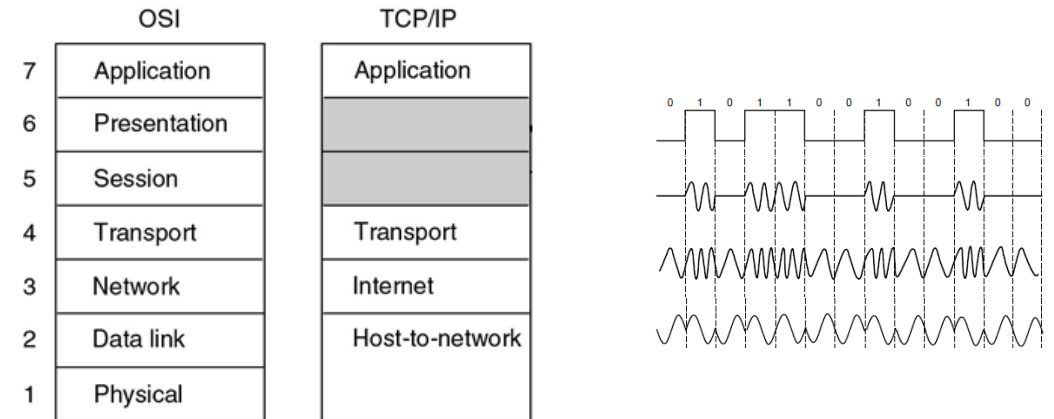 OSI
TCP/IP
7 Application Application
6 Presentation
5 Session
4 Transport Transport
3 Network Internet
2 Data link Host-to-network
1 Physical
0 1 0 1 1 0 0 1 0 0 1 0 0